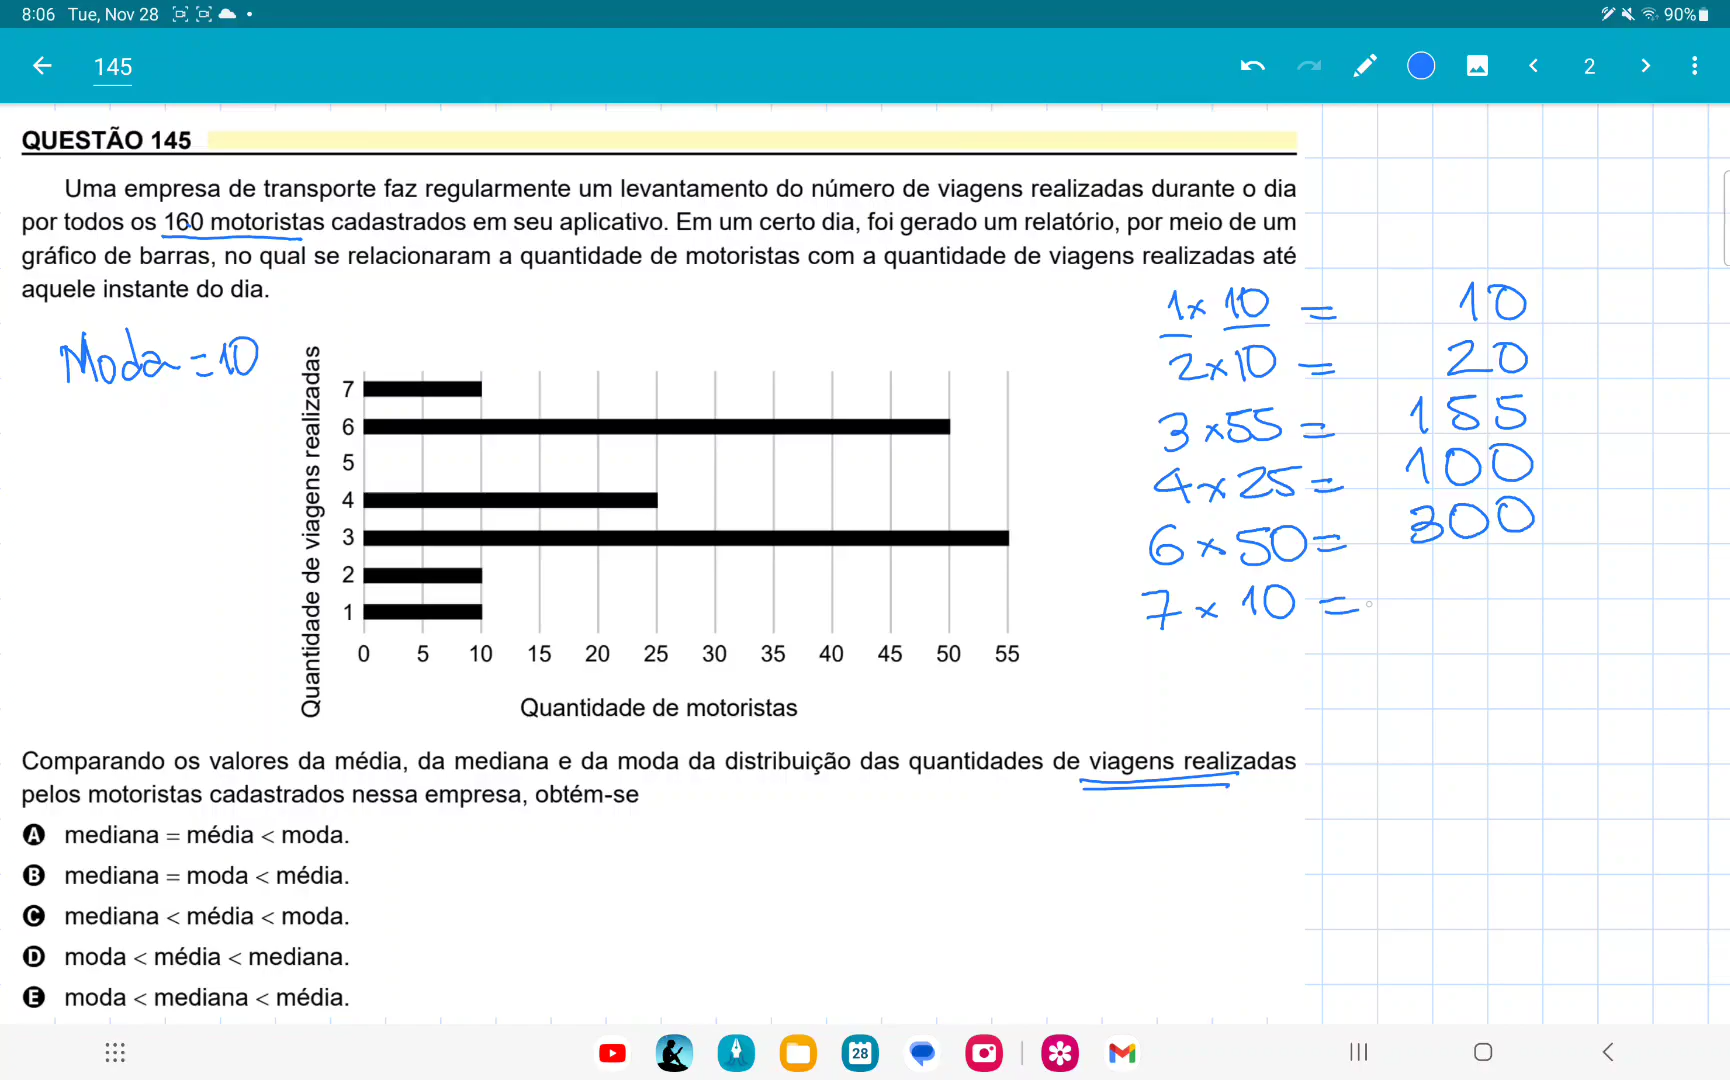 8:06 Tue, Nov 28
90%
145
2
QUESTÃO 145
Uma empresa de transporte faz regularmente um levantamento do número de viagens realizadas durante o dia
por todos os 160 motoristas cadastrados em seu aplicativo. Em um certo dia, foi gerado um relatório, por meio de um
gráfico de barras, no qual se relacionaram a quantidade de motoristas com a quantidade de viagens realizadas até
aquele instante do dia.
Moda = 10
1 x 10 = 10
2 x 10 = 20
3 x 55 = 155
4 x 25 = 100
6 x 50 = 300
7 x 10 =
Quantidade de viagens realizadas
7
6
5
4
3
2
1
0 5 10 15 20 25 30 35 40 45 50 55
Quantidade de motoristas
Comparando os valores da média, da mediana e da moda da distribuição das quantidades de viagens realizadas
pelos motoristas cadastrados nessa empresa, obtém-se
A mediana = média < moda.
B mediana = moda < média.
C mediana < média < moda.
D moda < média < mediana.
E moda < mediana < média.
28